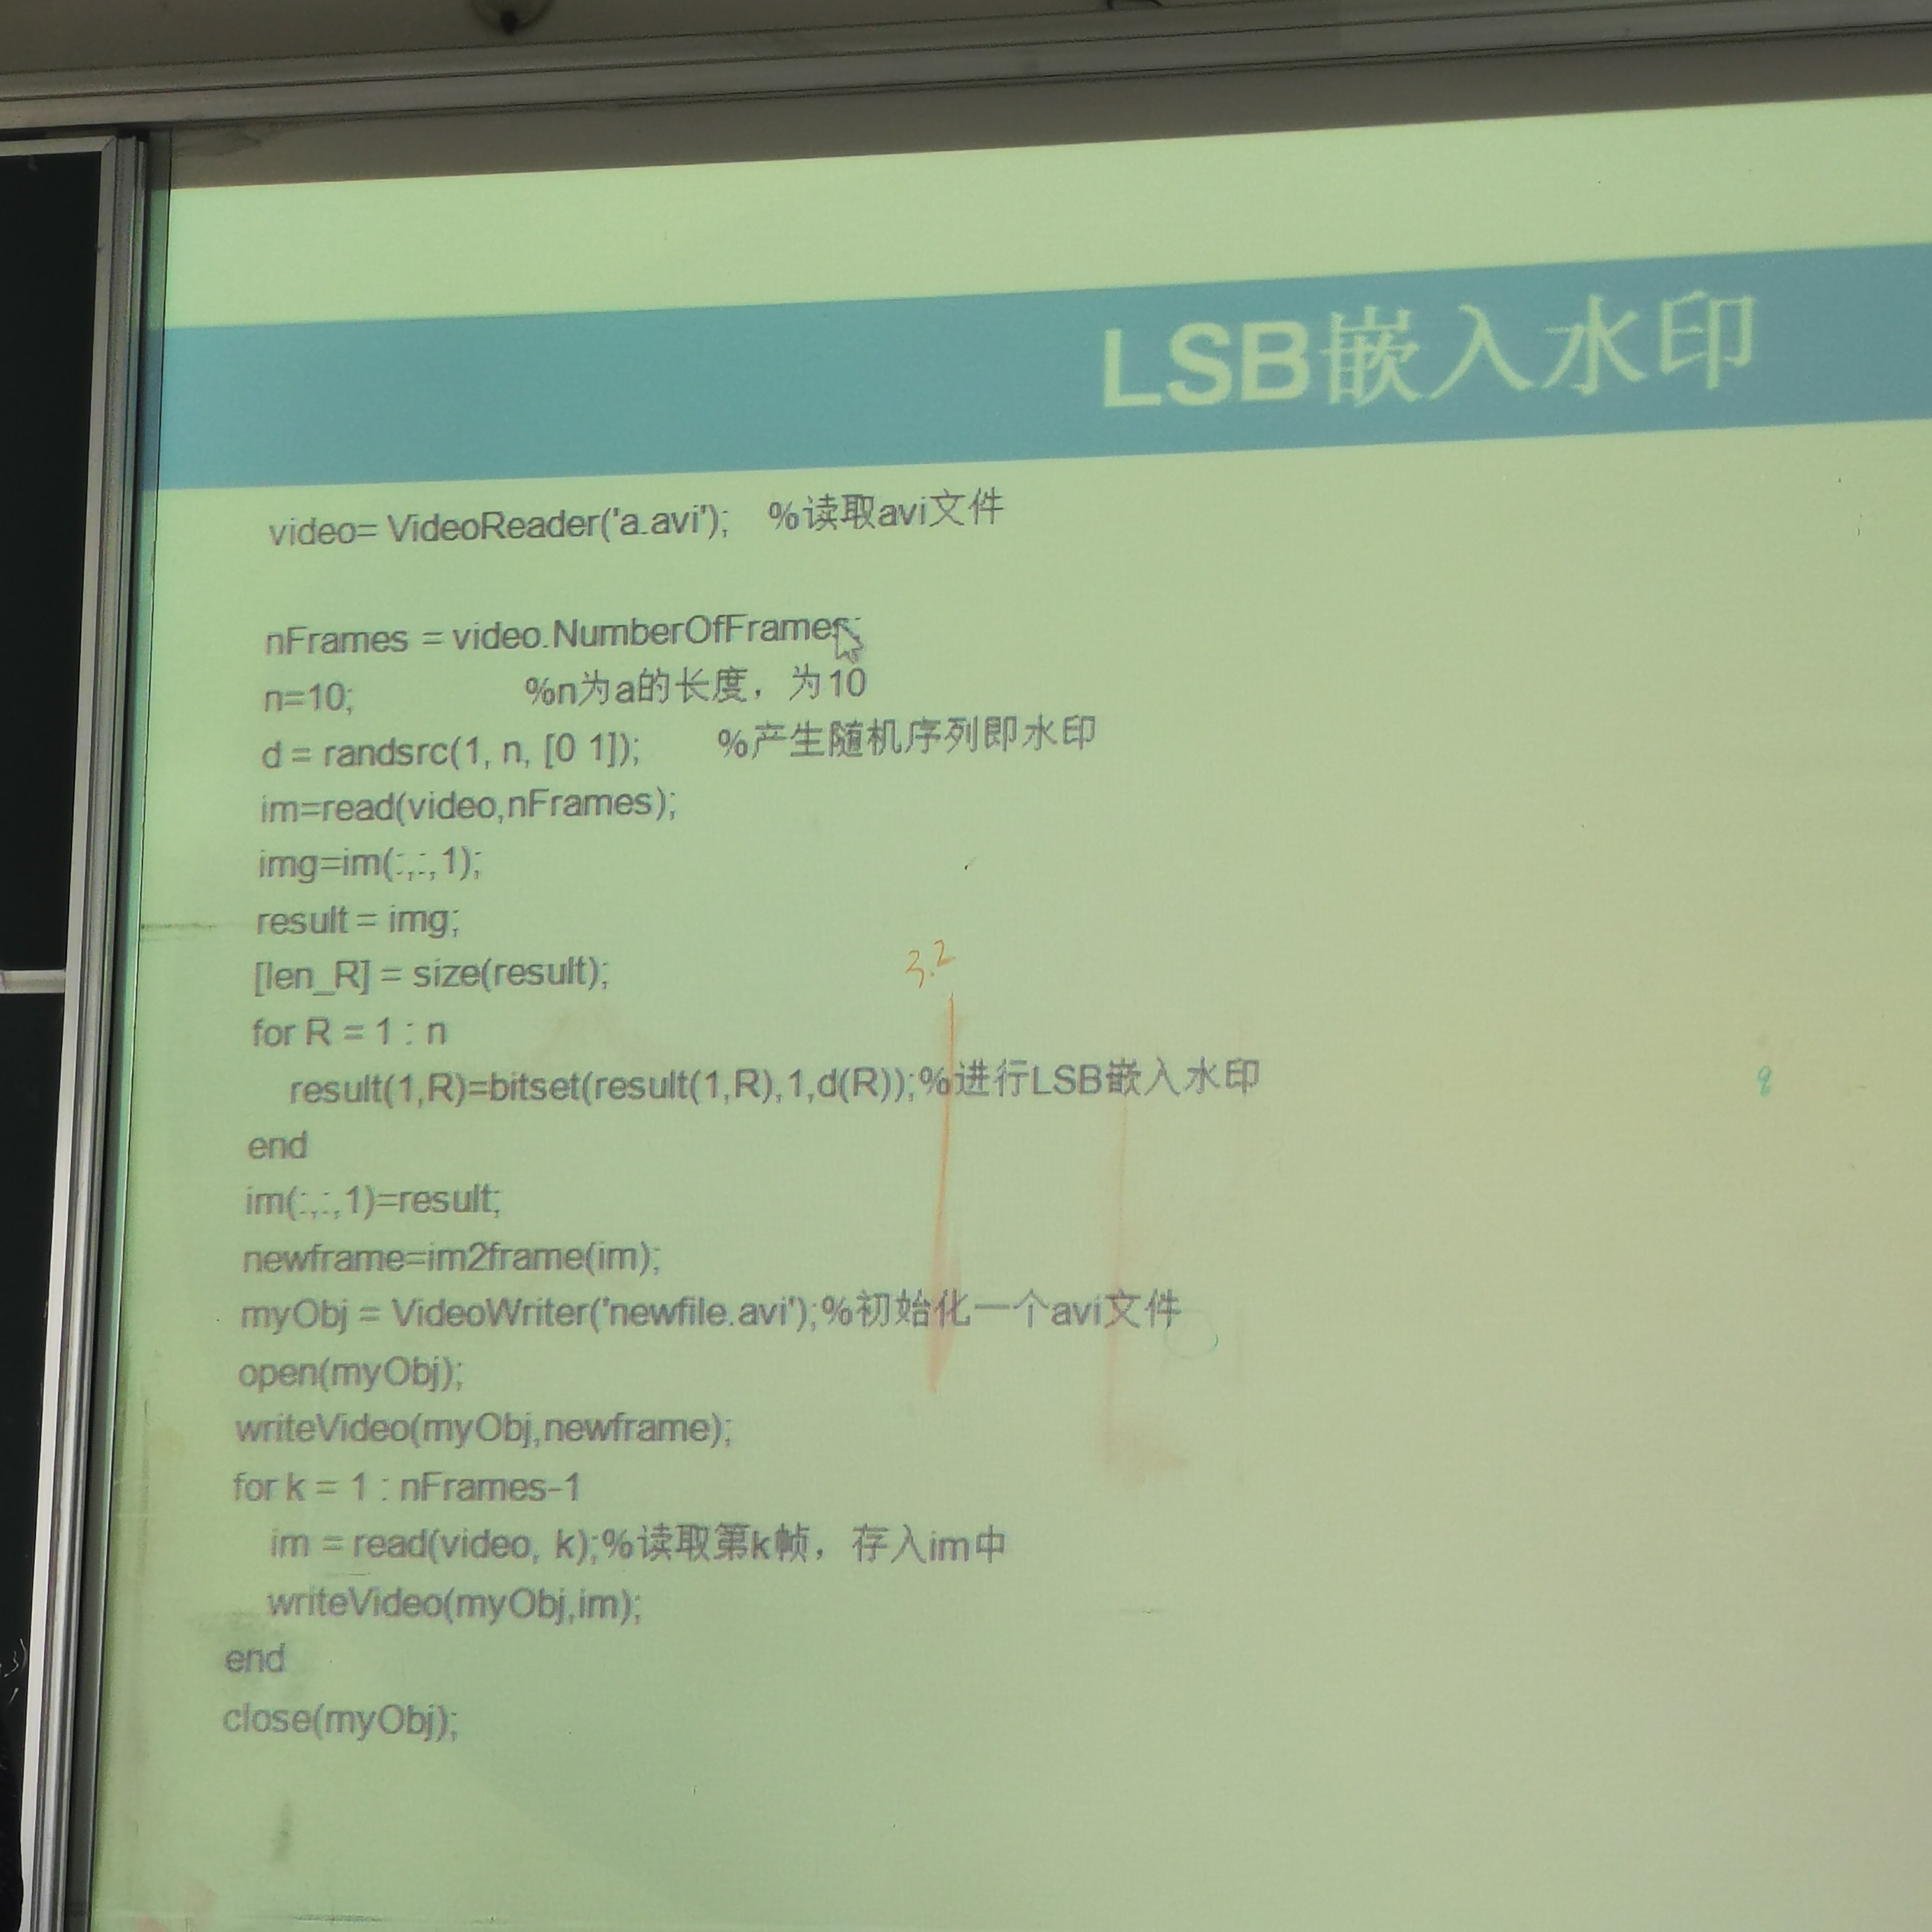 LSB嵌入水印
video= VideoReader('a.avi'); %读取avi文件
nFrames = video.NumberOfFrames;
n=10; %n为a的长度，为10
d = randsrc(1, n, [0 1]); %产生随机序列即水印
im=read(video,nFrames);
img=im(:,:,1);
result = img;
[len_R] = size(result);
for R = 1 : n
result(1,R)=bitset(result(1,R),1,d(R));%进行LSB嵌入水印
end
im(:,:,1)=result;
newframe=im2frame(im);
myObj = VideoWriter('newfile.avi');%初始化一个avi文件
open(myObj);
writeVideo(myObj,newframe);
for k = 1 : nFrames-1
im = read(video, k);%读取第k帧，存入im中
writeVideo(myObj,im);
end
close(myObj);
3.2